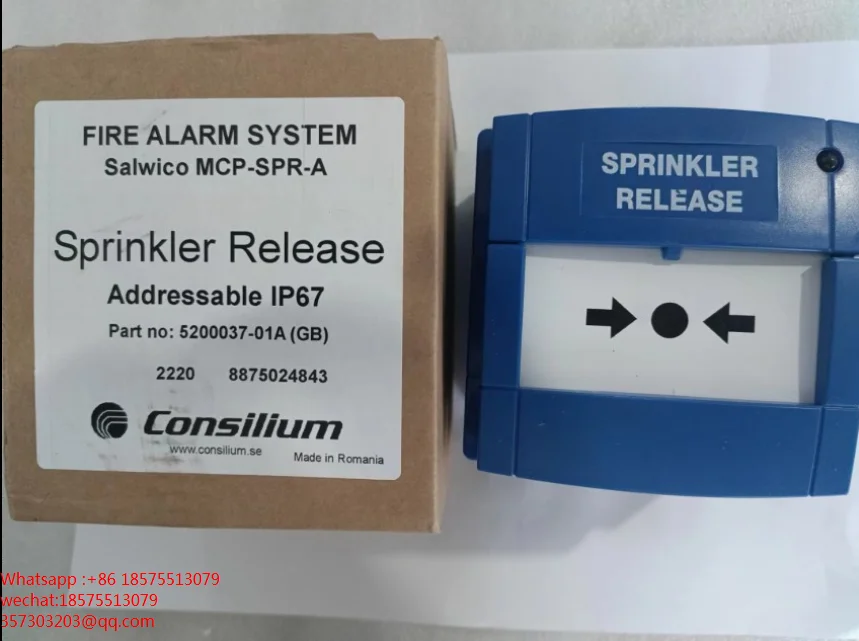 FIRE ALARM SYSTEM
Salwico MCP-SPR-A
Sprinkler Release
Addressable IP67
Part no: 5200037-01A (GB)
2220 8875024843
Consilium
www.consilium.se
Made in Romania
SPRINKLER
RELEASE
Whatsapp :+86 18575513079
wechat:18575513079
357303203@qq.com